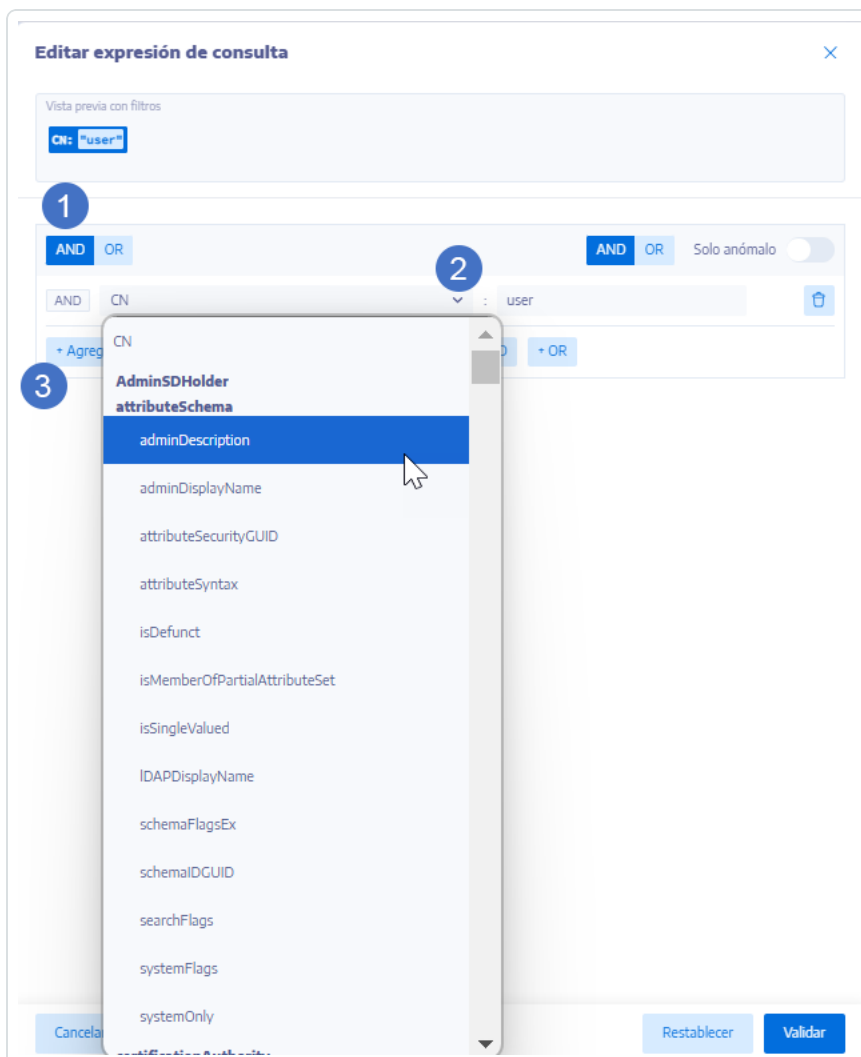 Editar expresión de consulta
Vista previa con filtros
CN: "user"
1
AND OR AND OR Solo anómalo
2
AND CN : user
+ OR
3
CN
AdminSDHolder
attributeSchema
adminDescription
adminDisplayName
attributeSecurityGUID
attributeSyntax
isDefunct
isMemberOfPartialAttributeSet
isSingleValued
lDAPDisplayName
schemaFlagsEx
schemaIDGUID
searchFlags
systemFlags
systemOnly
certificationAuthority
Restablecer Validar